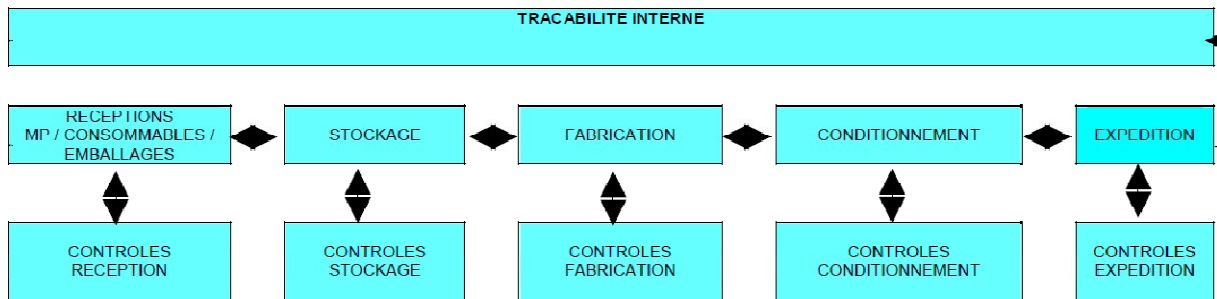 TRACABILITE INTERNE
RECEPTIONS
MP / CONSOMMABLES /
EMBALLAGES
STOCKAGE
FABRICATION
CONDITIONNEMENT
EXPEDITION
CONTROLES
RECEPTION
CONTROLES
STOCKAGE
CONTROLES
FABRICATION
CONTROLES
CONDITIONNEMENT
CONTROLES
EXPEDITION